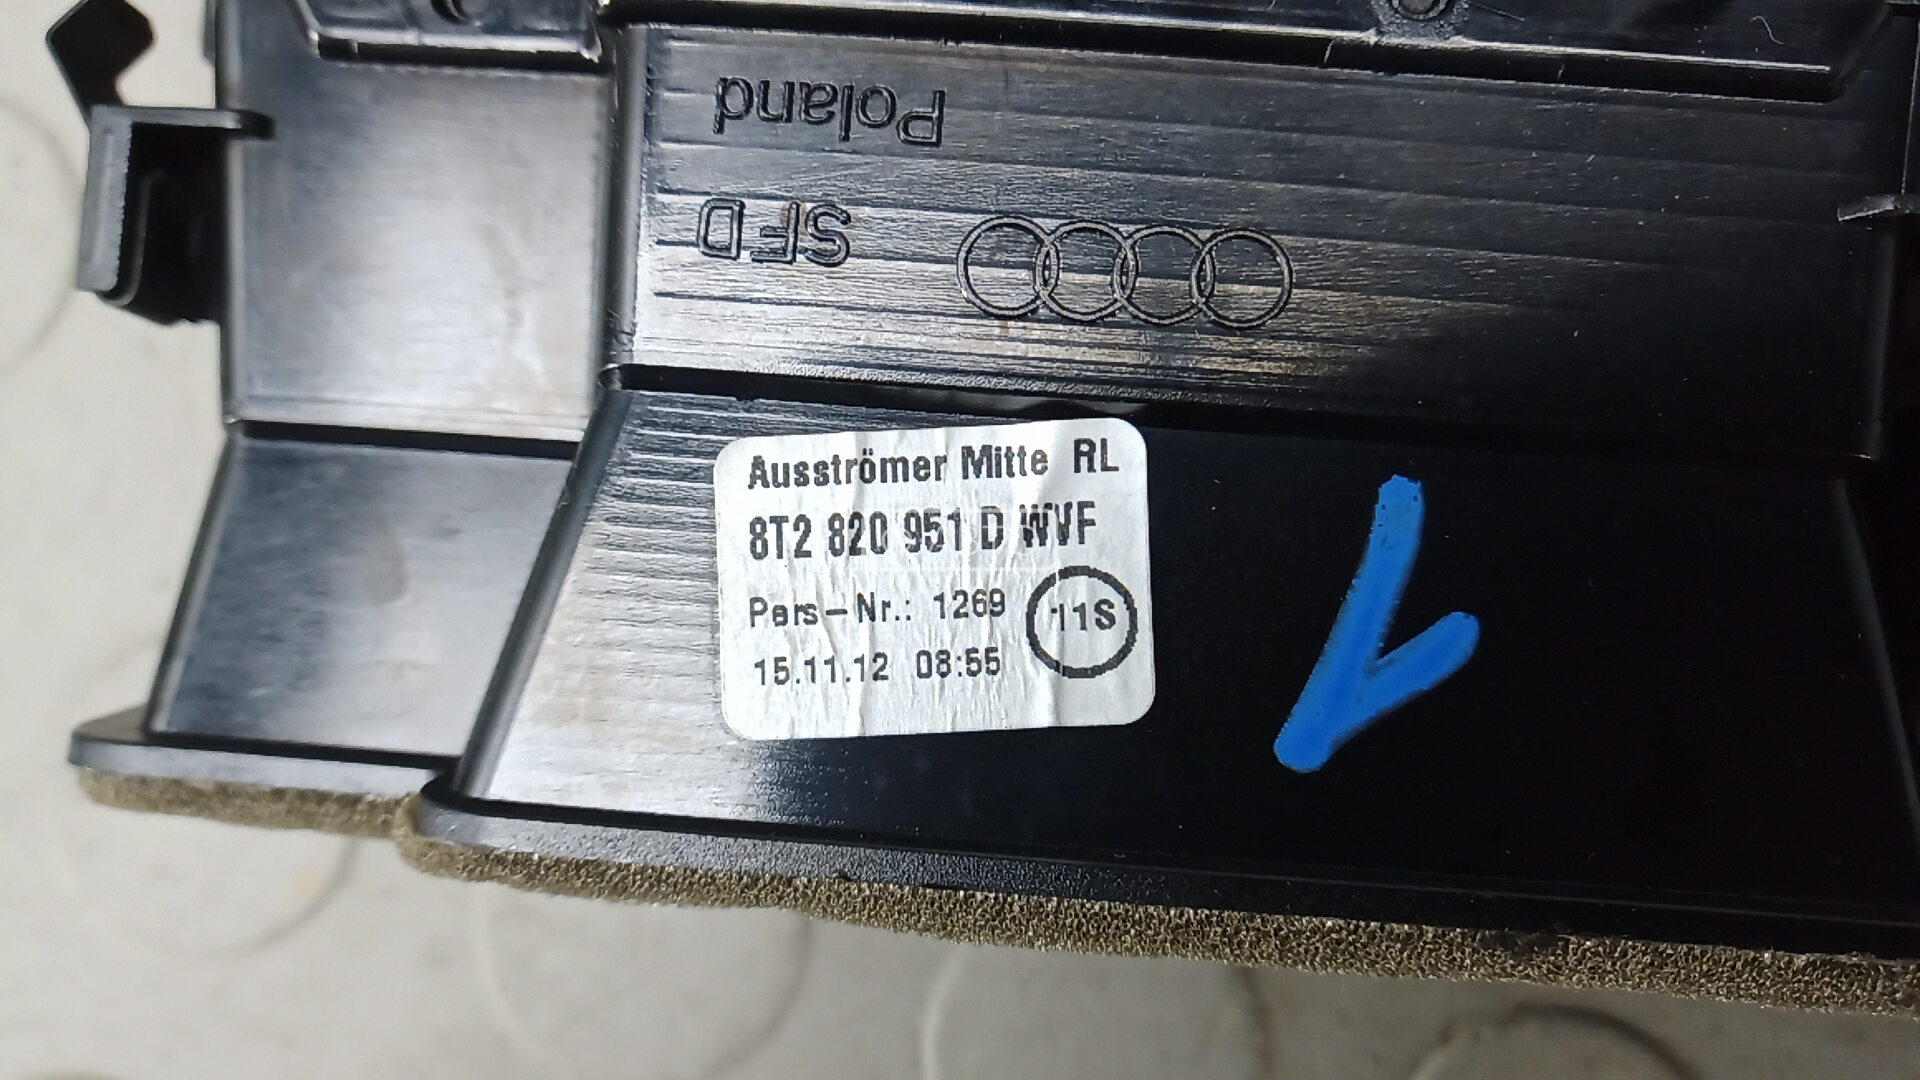 Poland
SFD
Ausströmer Mitte RL
8T2 820 951 D WVF
Pers-Nr.: 1269
11S
15.11.12 08:55